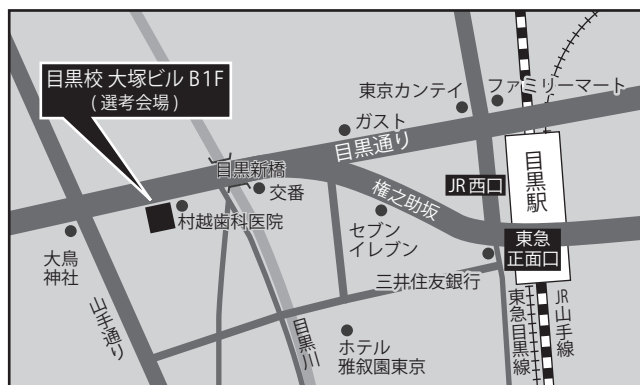 目黒校 大塚ビル B1F
( 選考会場 )
東京カンテイ
ファミリーマート
ガスト
目黒通り
目黒新橋
交番
権之助坂
JR 西口
目黒駅
村越歯科医院
セブン
イレブン
東急
正面口
大鳥
神社
三井住友銀行
山手通り
目黒川
ホテル
雅叙園東京
東急目黒線
JR山手線